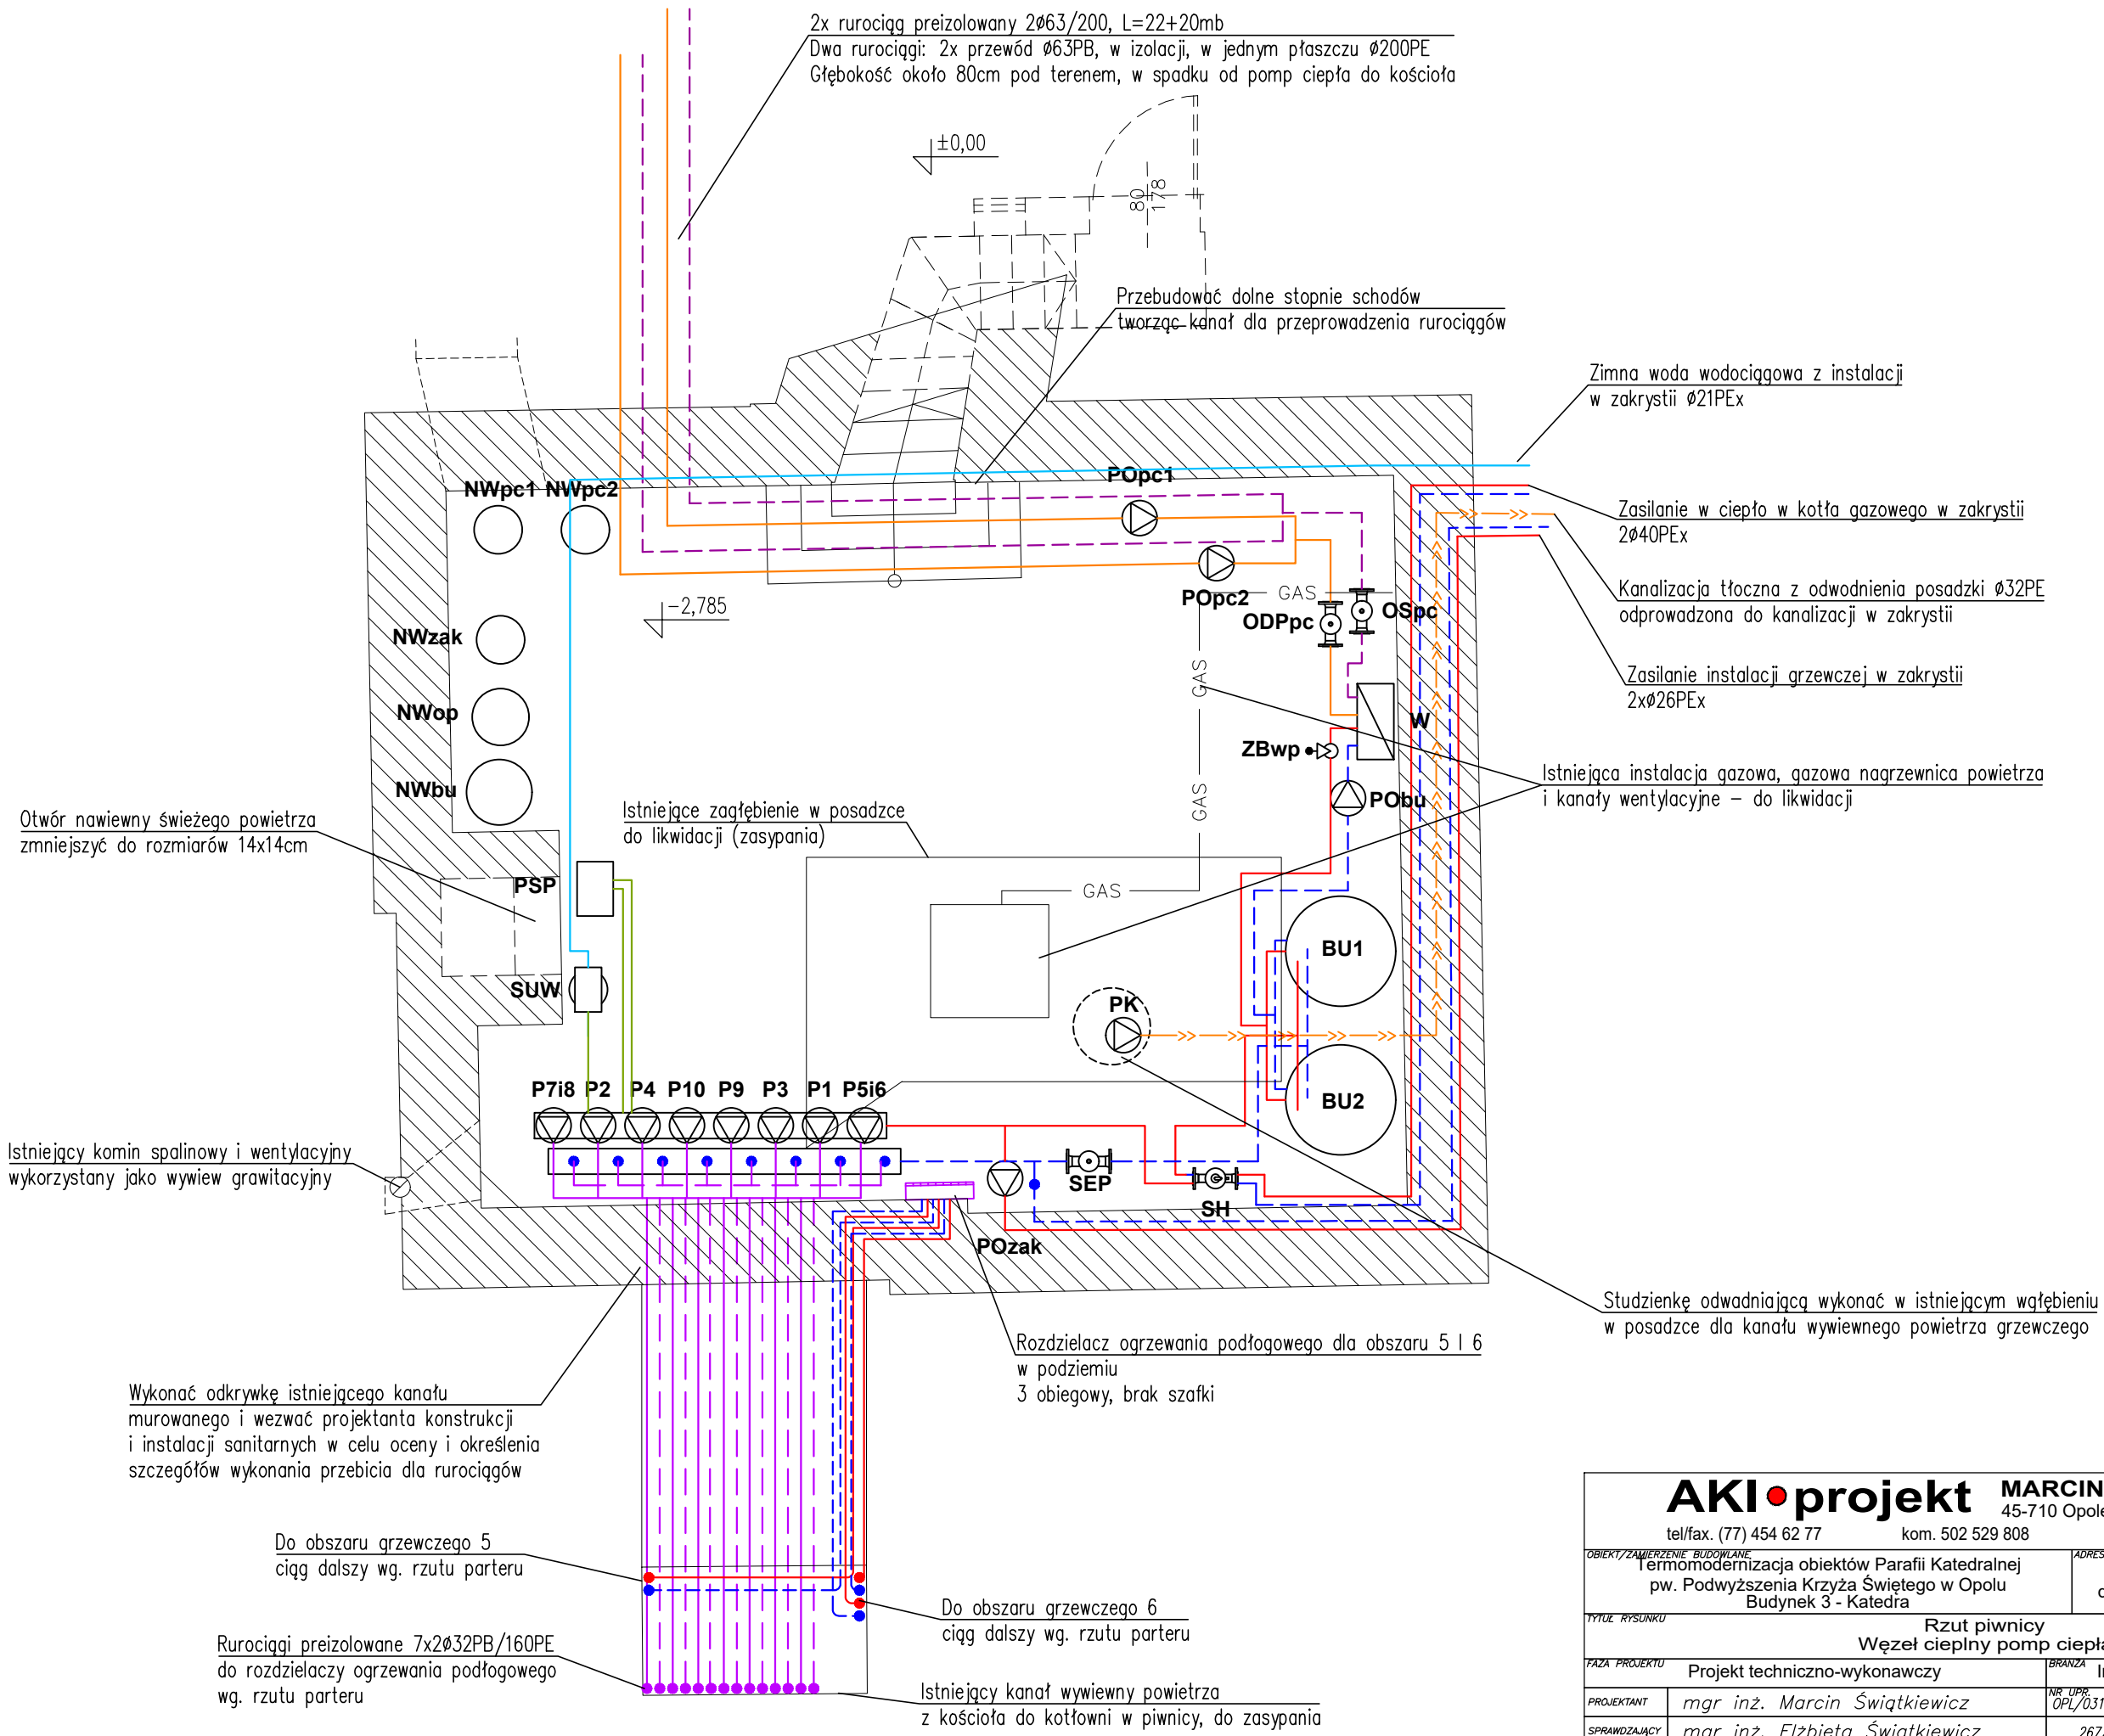 2x rurociąg preizolowany 2ø63/200, L=22+20mb
Dwa rurociągi: 2x przewód ø63PB, w izolacji, w jednym płaszczu ø200PE
Głębokość około 80cm pod terenem, w spadku od pomp ciepła do kościoła
±0,00
80
178
Przebudować dolne stopnie schodów
tworząc kanał dla przeprowadzenia rurociągów
Zimna woda wodociągowa z instalacji
w zakrystii ø21PEx
NWpc1 NWpc2
POpc1
Zasilanie w ciepło w kotła gazowego w zakrystii
2ø40PEx
Kanalizacja tłoczna z odwodnienia posadzki ø32PE
odprowadzona do kanalizacji w zakrystii
POpc2
GAS
ODPpc
OSpc
-2,785
NWzak
GAS
Zasilanie instalacji grzewczej w zakrystii
2xø26PEx
NWop
W
ZBwp
Istniejąca instalacja gazowa, gazowa nagrzewnica powietrza
i kanały wentylacyjne – do likwidacji
NWbu
GAS
PObu
Istniejące zagłębienie w posadzce
do likwidacji (zasypania)
Otwór nawiewny świeżego powietrza
zmniejszyć do rozmiarów 14x14cm
PSP
GAS
BU1
SUW
PK
P7i8 P2 P4 P10 P9 P3 P1 P5i6
BU2
Istniejący komin spalinowy i wentylacyjny
wykorzystany jako wywiew grawitacyjny
SEP
SH
POzak
Studzienkę odwadniającą wykonać w istniejącym wgłębieniu
w posadzce dla kanału wywiewnego powietrza grzewczego
Rozdzielacz ogrzewania podłogowego dla obszaru 5 I 6
w podziemiu
3 obiegowy, brak szafki
Wykonać odkrywkę istniejącego kanału
murowanego i wezwać projektanta konstrukcji
i instalacji sanitarnych w celu oceny i określenia
szczegółów wykonania przebicia dla rurociągów
Do obszaru grzewczego 5
ciąg dalszy wg. rzutu parteru
Do obszaru grzewczego 6
ciąg dalszy wg. rzutu parteru
Rurociągi preizolowane 7x2ø32PB/160PE
do rozdzielaczy ogrzewania podłogowego
wg. rzutu parteru
Istniejący kanał wywiewny powietrza
z kościoła do kotłowni w piwnicy, do zasypania
AKI projekt MARCIN
45-710 Opole
tel/fax. (77) 454 62 77 kom. 502 529 808
OBIEKT/ZAMIERZENIE BUDOWLANE
Termomodernizacja obiektów Parafii Katedralnej
pw. Podwyższenia Krzyża Świętego w Opolu
Budynek 3 - Katedra
ADRES
TYTUŁ RYSUNKU
Rzut piwnicy
Węzeł cieplny pomp ciepła
FAZA PROJEKTU
Projekt techniczno-wykonawczy
BRANŻA
PROJEKTANT
mgr inż. Marcin Świątkiewicz
NR UPR.
OPL/031
SPRAWDZAJĄCY
mgr inż. Elżbieta Świątkiewicz
267